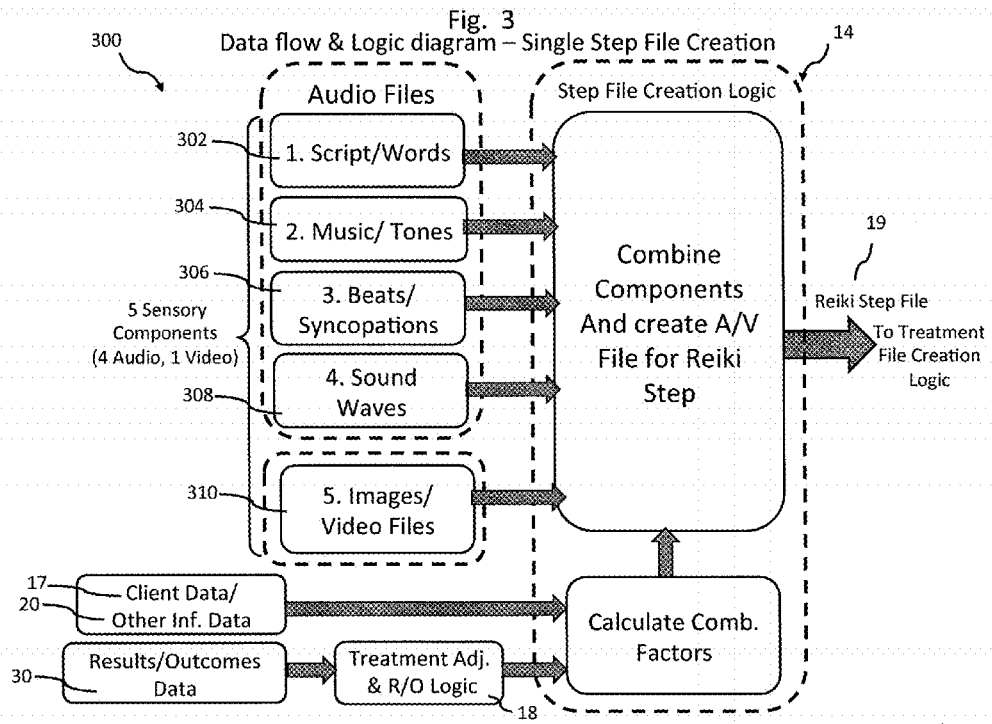 Fig. 3
Data flow & Logic diagram – Single Step File Creation
300
14
Audio Files
Step File Creation Logic
302
1. Script/Words
304
2. Music/ Tones
306
3. Beats/
Syncopations
308
4. Sound
Waves
310
5. Images/
Video Files
5 Sensory
Components
(4 Audio, 1 Video)
Combine
Components
And create A/V
File for Reiki
Step
19
Reiki Step File
To Treatment
File Creation
Logic
17
20
Client Data/
Other Inf. Data
Calculate Comb.
Factors
30
Results/Outcomes
Data
Treatment Adj.
& R/O Logic
18